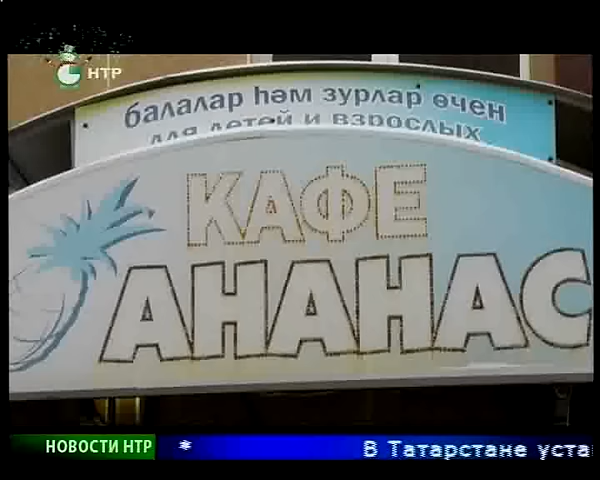 НТР
балалар һәм зурлар өчен
для детей и взрослых
КАФЕ
АНАНАС
НОВОСТИ НТР
* В Татарстане уста